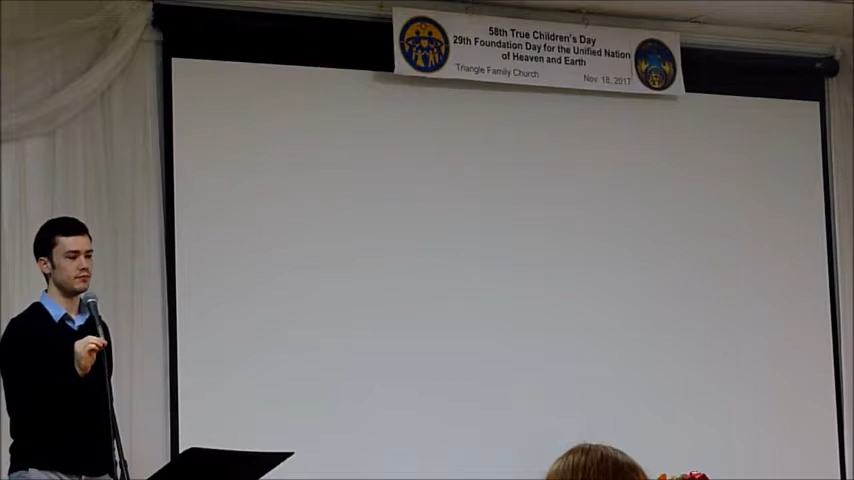 58th True Children's Day
29th Foundation Day for the Unified Nation
of Heaven and Earth
Triangle Family Church Nov 18, 2017